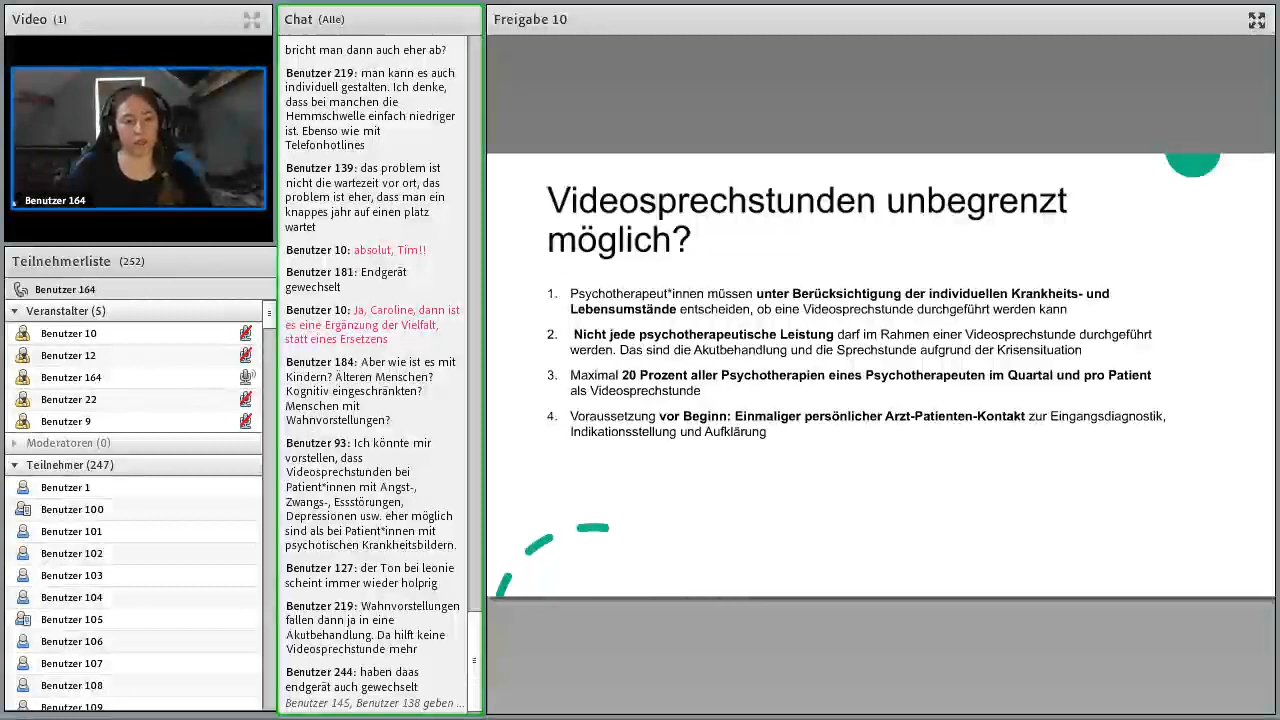 Video (1)
Benutzer 164
Teilnehmerliste (252)
Benutzer 164
Veranstalter (5)
Benutzer 10
Benutzer 12
Benutzer 164
Benutzer 22
Benutzer 9
Moderatoren (0)
Teilnehmer (247)
Benutzer 1
Benutzer 100
Benutzer 101
Benutzer 102
Benutzer 103
Benutzer 104
Benutzer 105
Benutzer 106
Benutzer 107
Benutzer 108
Benutzer 109
Chat (Alle)
bricht man dann auch eher ab?
Benutzer 219: man kann es auch
individuell gestalten. Ich denke,
dass bei manchen die
Hemmschwelle einfach niedriger
ist. Ebenso wie mit
Telefonhotlines
Benutzer 139: das problem ist
nicht die wartezeit vor ort, das
problem ist eher, dass man ein
knappes jahr auf einen platz
wartet
Benutzer 10: absolut, Tim!!
Benutzer 181: Endgerät
gewechselt
Benutzer 10: Ja, Caroline, dann ist
es eine Ergänzung der Vielfalt,
statt eines Ersetzens
Benutzer 184: Aber wie ist es mit
Kindern? Älteren Menschen?
Kognitiv eingeschränkten?
Menschen mit
Wahnvorstellungen?
Benutzer 93: Ich könnte mir
vorstellen, dass
Videosprechstunden bei
Patient*innen mit Angst-,
Zwangs-, Essstörungen,
Depressionen usw. eher möglich
sind als bei Patient*innen mit
psychotischen Krankheitsbildern.
Benutzer 127: der Ton bei leonie
scheint immer wieder holprig
Benutzer 219: Wahnvorstellungen
fallen dann ja in eine
Akutbehandlung. Da hilft keine
Videosprechstunde mehr
Benutzer 244: haben daas
endgerät auch gewechselt
Benutzer 145, Benutzer 138 geben ...
Freigabe 10
Videosprechstunden unbegrenzt
möglich?
1. Psychotherapeut*innen müssen unter Berücksichtigung der individuellen Krankheits- und
Lebensumstände entscheiden, ob eine Videosprechstunde durchgeführt werden kann
2. Nicht jede psychotherapeutische Leistung darf im Rahmen einer Videosprechstunde durchgeführt
werden. Das sind die Akutbehandlung und die Sprechstunde aufgrund der Krisensituation
3. Maximal 20 Prozent aller Psychotherapien eines Psychotherapeuten im Quartal und pro Patient
als Videosprechstunde
4. Voraussetzung vor Beginn: Einmaliger persönlicher Arzt-Patienten-Kontakt zur Eingangsdiagnostik,
Indikationsstellung und Aufklärung